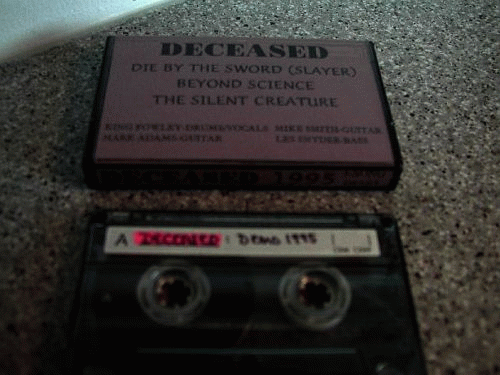 DECEASED
DIE BY THE SWORD (SLAYER)
BEYOND SCIENCE
THE SILENT CREATURE
KING FOWLEY-DRUMS/VOCALS MIKE SMITH-GUITAR
MARK ADAMS-GUITAR LES SNYDER-BASS
DECEASED 1995
A DECEASED: DEMO 1995